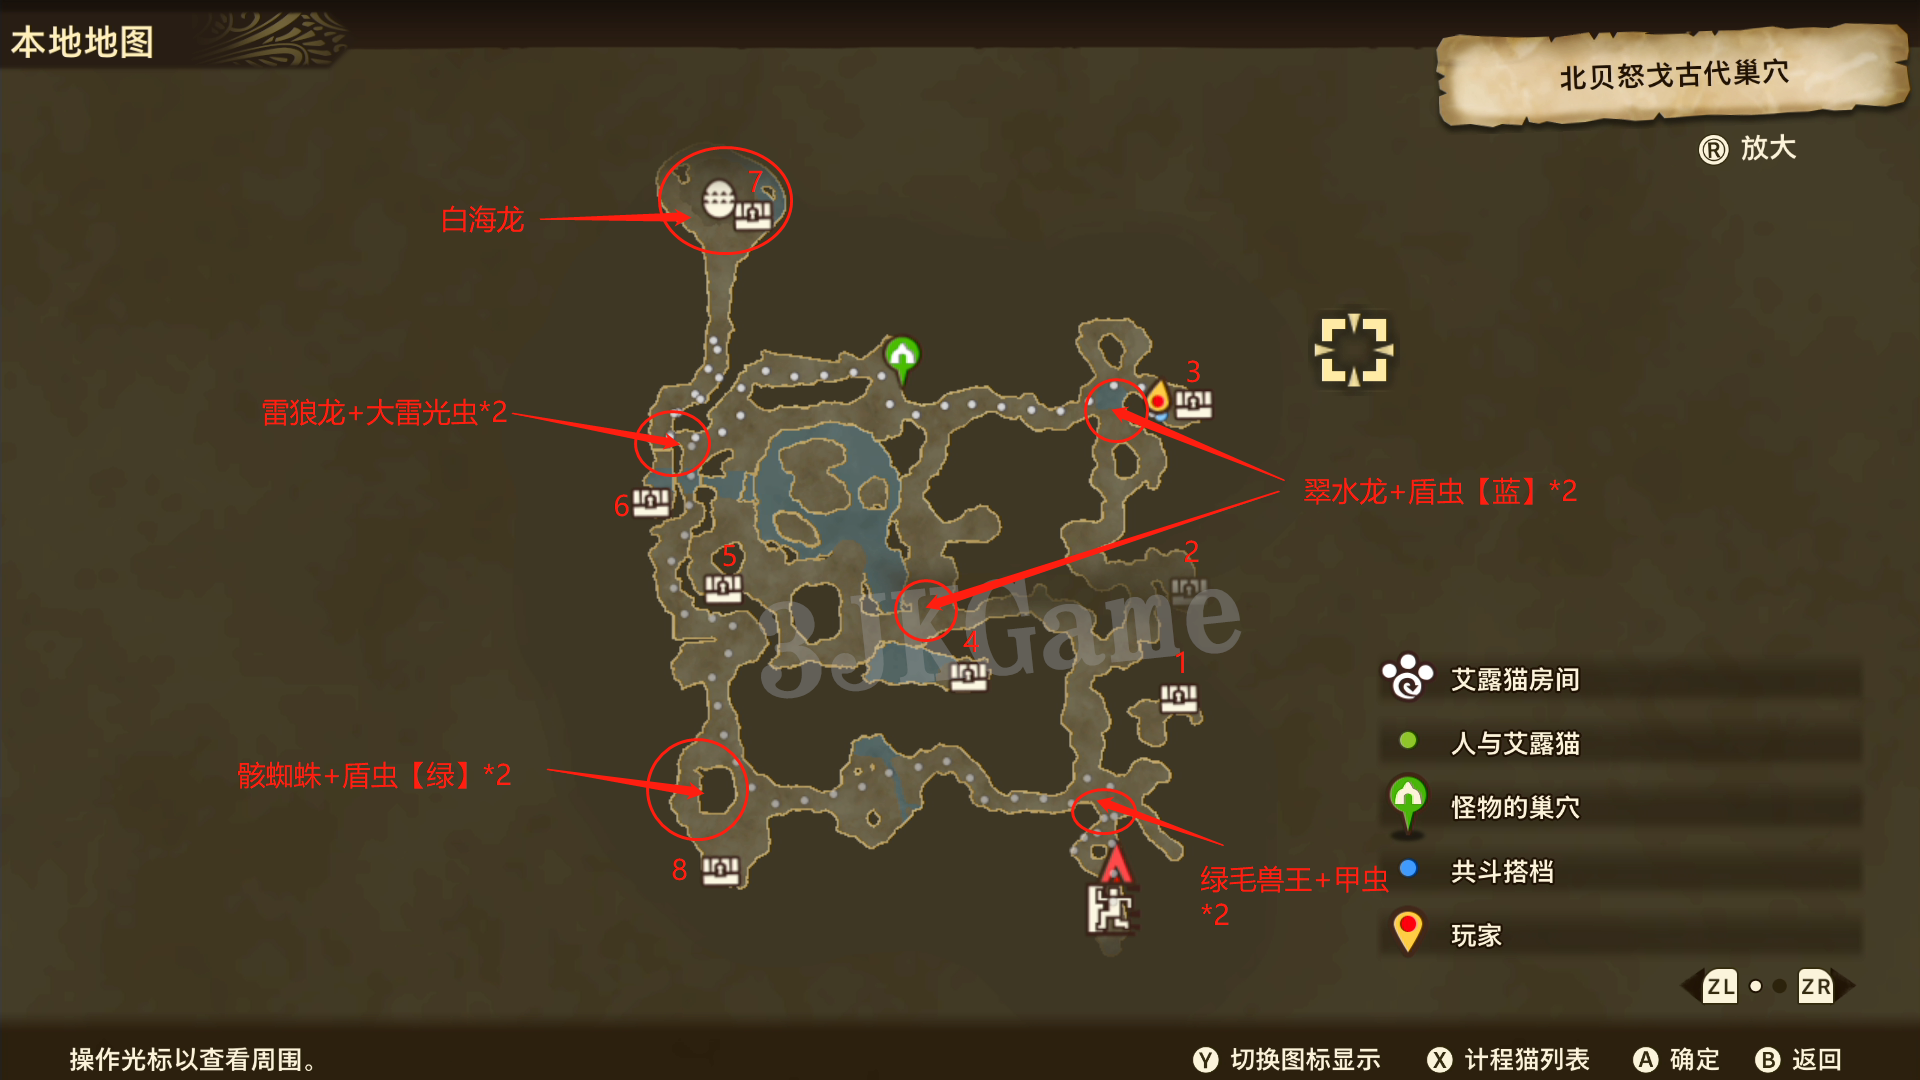 本地地图
北贝怒戈古代巢穴
R 放大
7
白海龙
3
雷狼龙+大雷光虫*2
翠水龙+盾虫【蓝】*2
6
5
2
3JKGame
4
1
骸蜘蛛+盾虫【绿】*2
8
绿毛兽王+甲虫
*2
艾露猫房间
人与艾露猫
怪物的巢穴
共斗搭档
玩家
ZL ZR
操作光标以查看周围。
Y 切换图标显示 X 计程猫列表 A 确定 B 返回